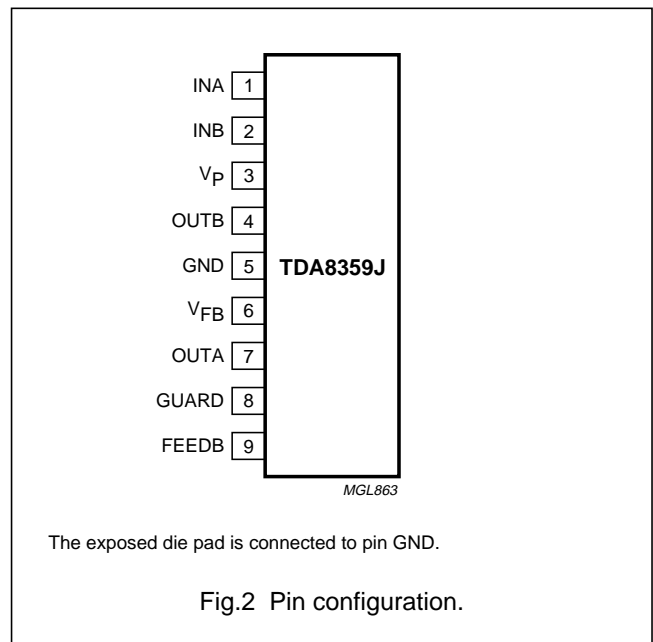 INA 1
INB 2
VP 3
OUTB 4
GND 5 TDA8359J
VFB 6
OUTA 7
GUARD 8
FEEDB 9
MGL863
The exposed die pad is connected to pin GND.
Fig.2 Pin configuration.